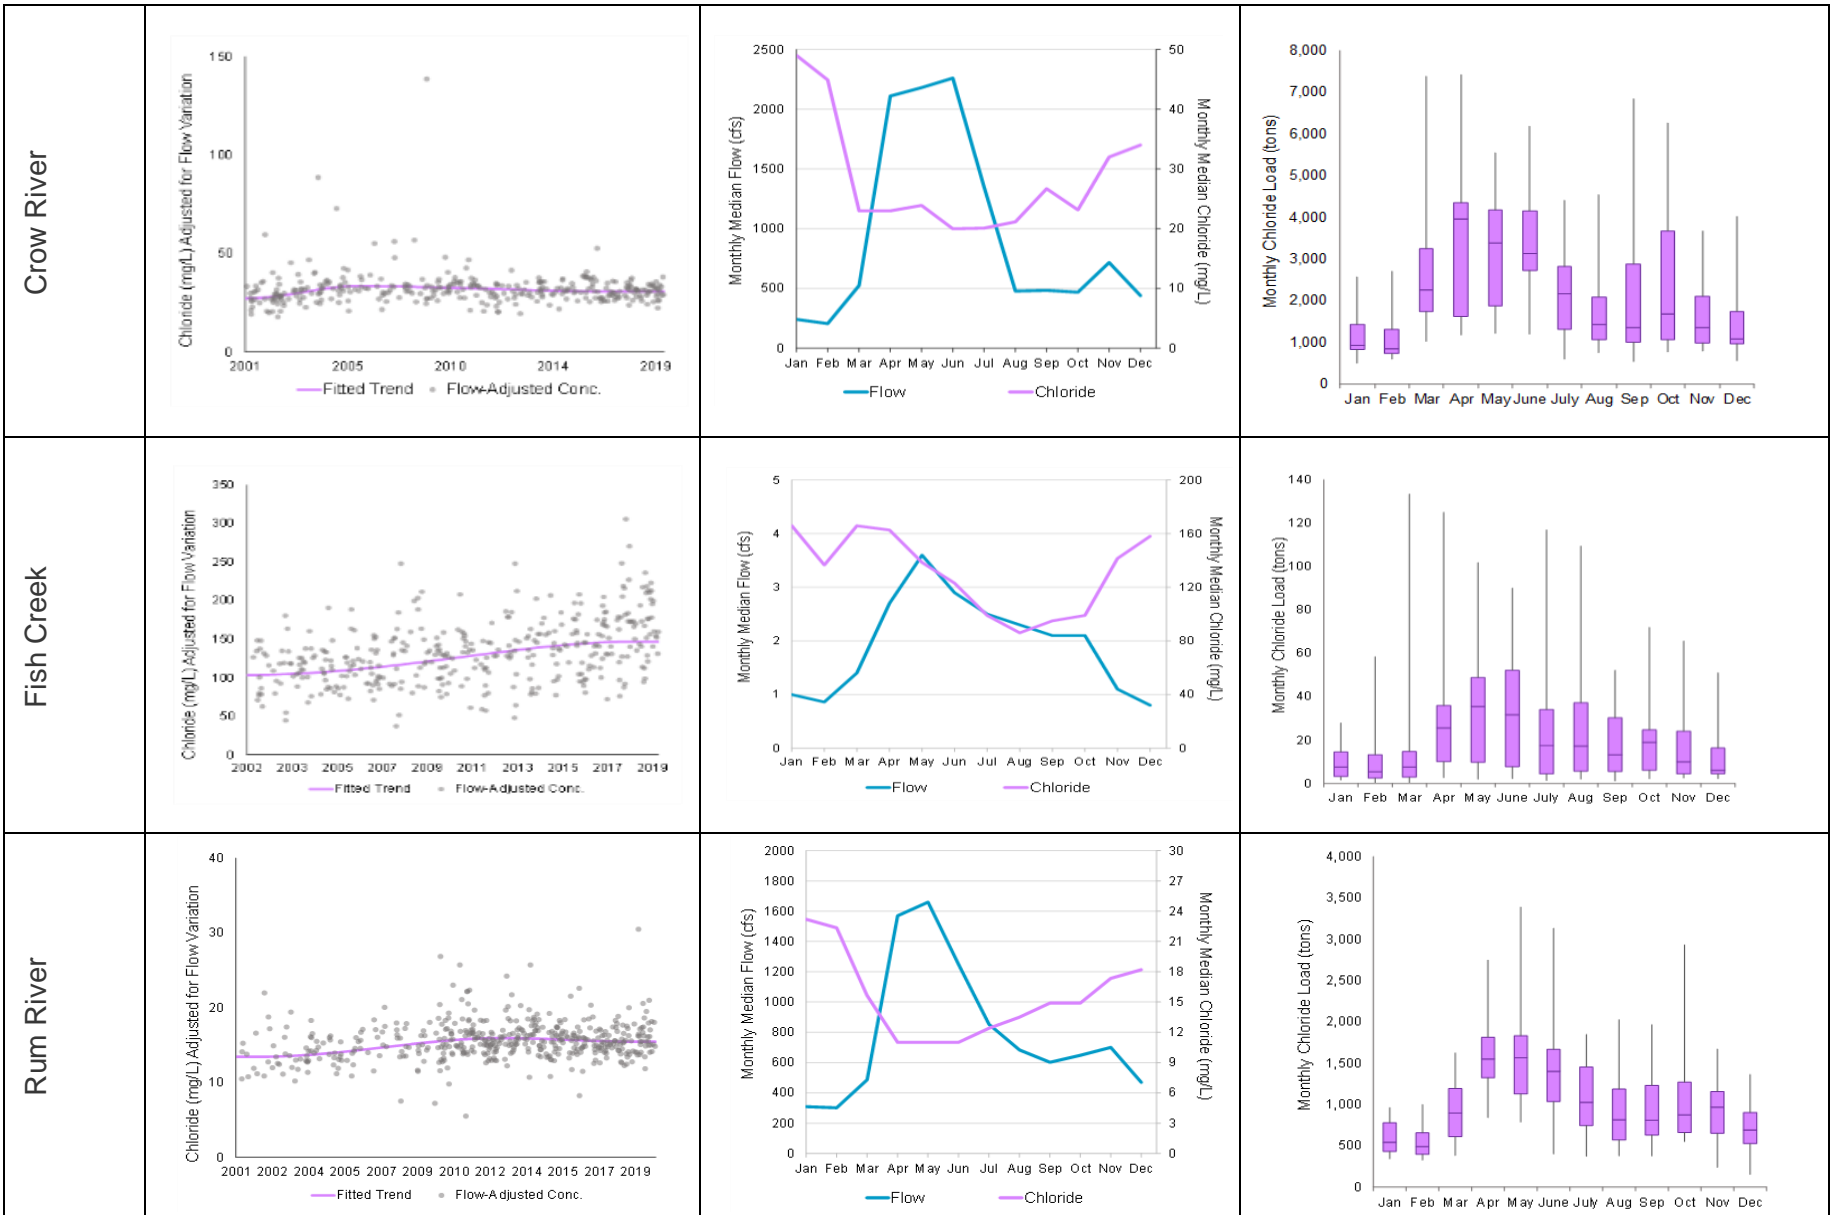 Crow River
Chloride (mg/L) Adjusted for Flow Variation
150
100
50
0
2001 2005 2010 2014 2019
Fitted Trend Flow-Adjusted Conc.
Monthly Median Flow (cfs)
2500
2000
1500
1000
500
0
Jan Feb Mar Apr May Jun Jul Aug Sep Oct Nov Dec
50
40
30
20
10
0
Monthly Median Chloride (mg/L)
Flow Chloride
Monthly Chloride Load (tons)
8,000
7,000
6,000
5,000
4,000
3,000
2,000
1,000
0
Jan Feb Mar Apr May June July Aug Sep Oct Nov Dec
Fish Creek
Chloride (mg/L) Adjusted for Flow Variation
350
300
250
200
150
100
50
0
2002 2003 2005 2007 2009 2011 2013 2015 2017 2019
Fitted Trend Flow-Adjusted Conc.
Monthly Median Flow (cfs)
5
4
3
2
1
0
Jan Feb Mar Apr May Jun Jul Aug Sep Oct Nov Dec
200
160
120
80
40
0
Monthly Median Chloride (mg/L)
Flow Chloride
Monthly Chloride Load (tons)
140
120
100
80
60
40
20
0
Jan Feb Mar Apr May June July Aug Sep Oct Nov Dec
Rum River
Chloride (mg/L) Adjusted for Flow Variation
40
30
20
10
0
2001 2002 2004 2005 2007 2009 2010 2012 2014 2015 2017 2019
Fitted Trend Flow-Adjusted Conc.
Monthly Median Flow (cfs)
2000
1800
1600
1400
1200
1000
800
600
400
200
0
Jan Feb Mar Apr May Jun Jul Aug Sep Oct Nov Dec
30
27
24
21
18
15
12
9
6
3
0
Monthly Median Chloride (mg/L)
Flow Chloride
Monthly Chloride Load (tons)
4,000
3,500
3,000
2,500
2,000
1,500
1,000
500
0
Jan Feb Mar Apr May June July Aug Sep Oct Nov Dec